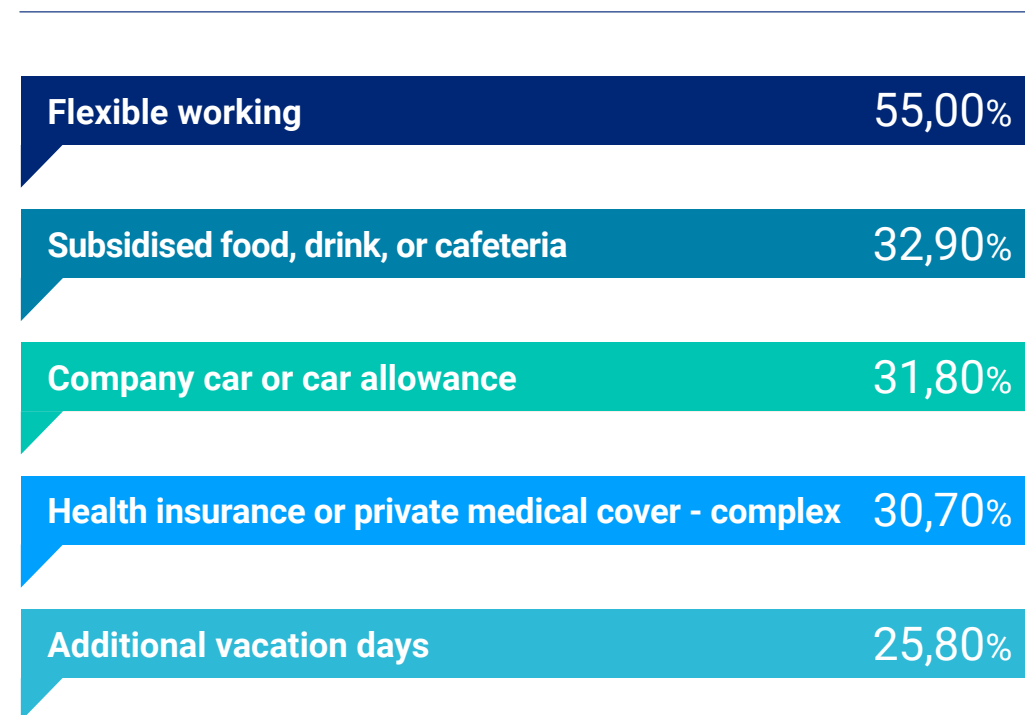 Flexible working 55,00%
Subsidised food, drink, or cafeteria 32,90%
Company car or car allowance 31,80%
Health insurance or private medical cover - complex 30,70%
Additional vacation days 25,80%